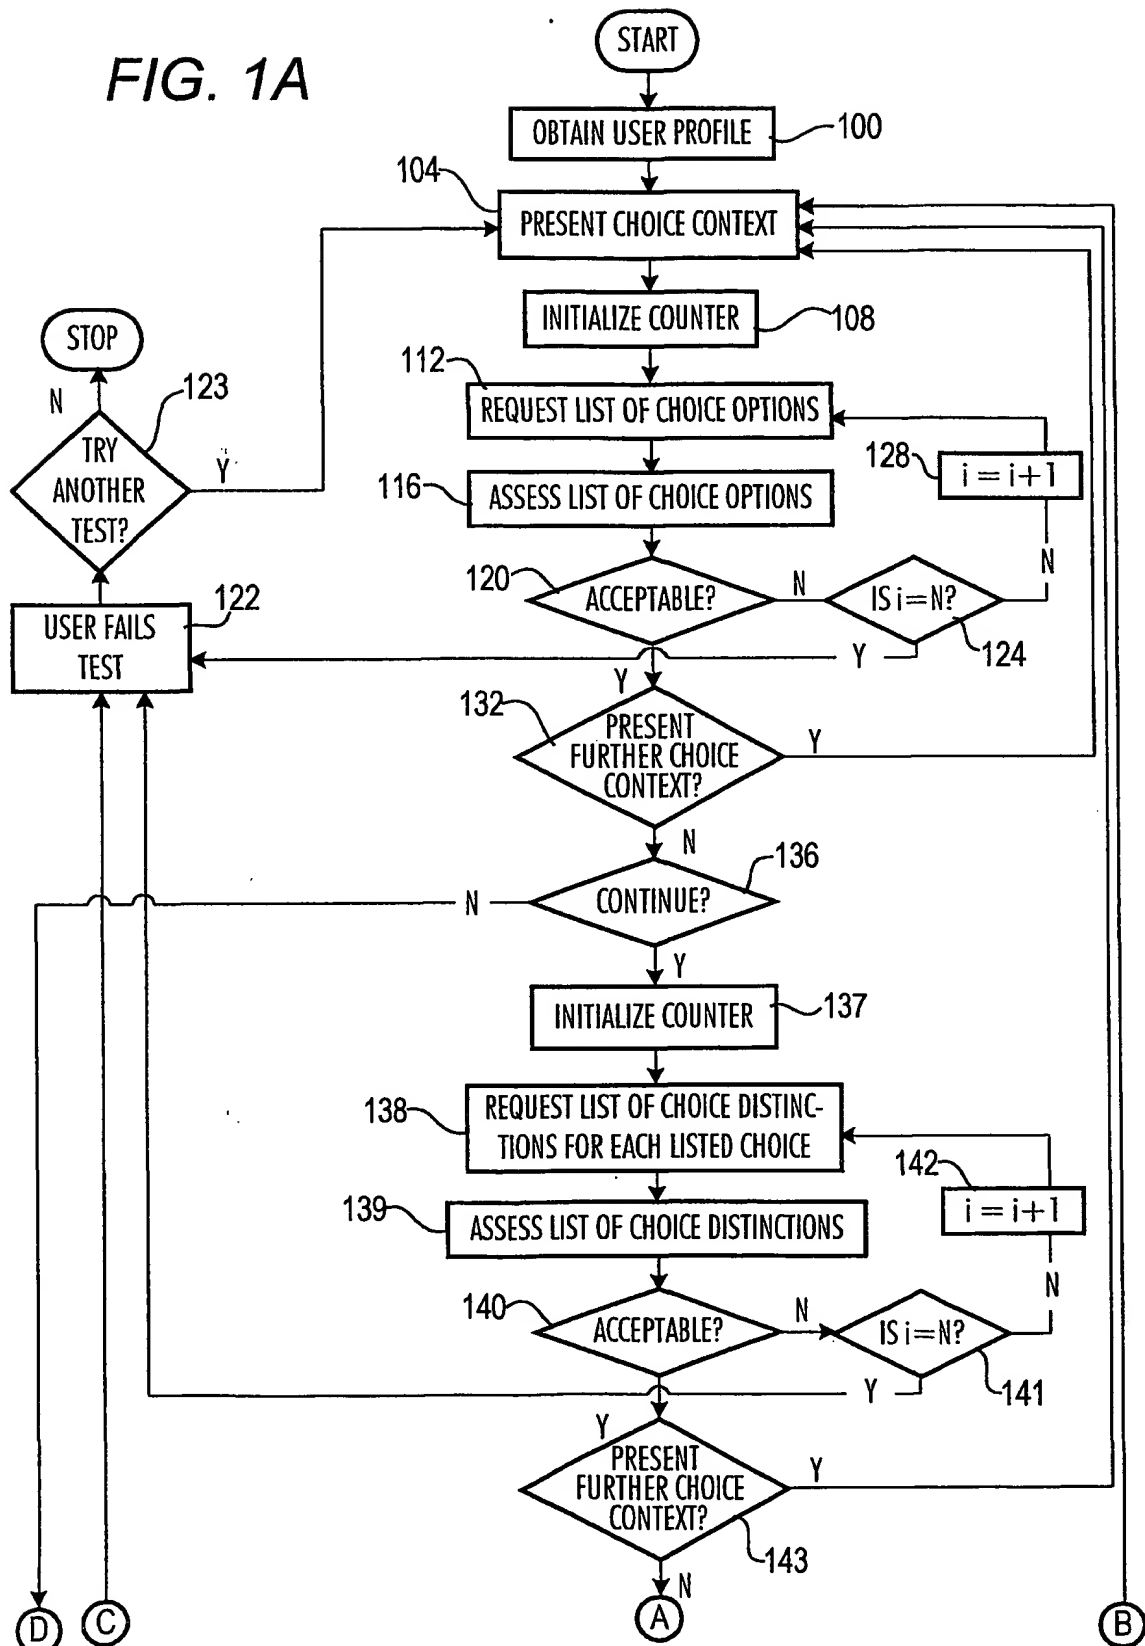 FIG. 1A
START
OBTAIN USER PROFILE
100
104
PRESENT CHOICE CONTEXT
INITIALIZE COUNTER
108
STOP
N
123
TRY
ANOTHER
TEST?
Y
112
REQUEST LIST OF CHOICE OPTIONS
128
i = i+1
116
ASSESS LIST OF CHOICE OPTIONS
N
120
ACCEPTABLE?
N
IS i=N?
124
122
USER FAILS
TEST
Y
Y
132
PRESENT
FURTHER CHOICE
CONTEXT?
Y
N
136
CONTINUE?
N
Y
INITIALIZE COUNTER
137
138
REQUEST LIST OF CHOICE DISTINC-
TIONS FOR EACH LISTED CHOICE
142
i = i+1
139
ASSESS LIST OF CHOICE DISTINCTIONS
N
140
ACCEPTABLE?
N
IS i=N?
141
Y
Y
PRESENT
FURTHER CHOICE
CONTEXT?
Y
143
N
D
C
A
B